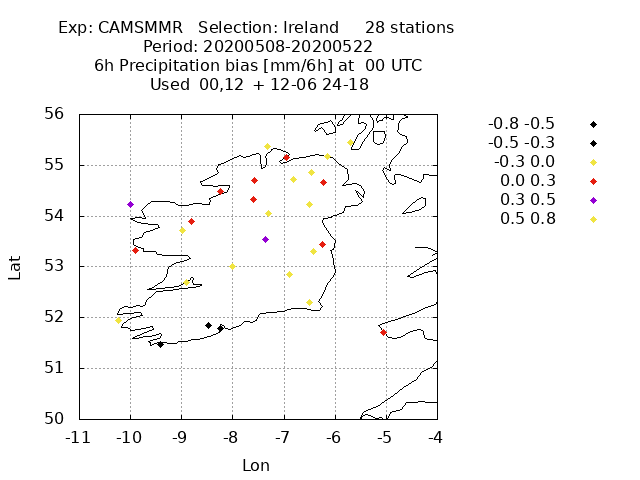 Exp: CAMSMMR Selection: Ireland 28 stations
Period: 20200508-20200522
6h Precipitation bias [mm/6h] at 00 UTC
Used 00,12 + 12-06 24-18
-0.8 -0.5
-0.5 -0.3
-0.3 0.0
0.0 0.3
0.3 0.5
0.5 0.8
56
55
54
53
52
51
50
Lat
-11 -10 -9 -8 -7 -6 -5 -4
Lon